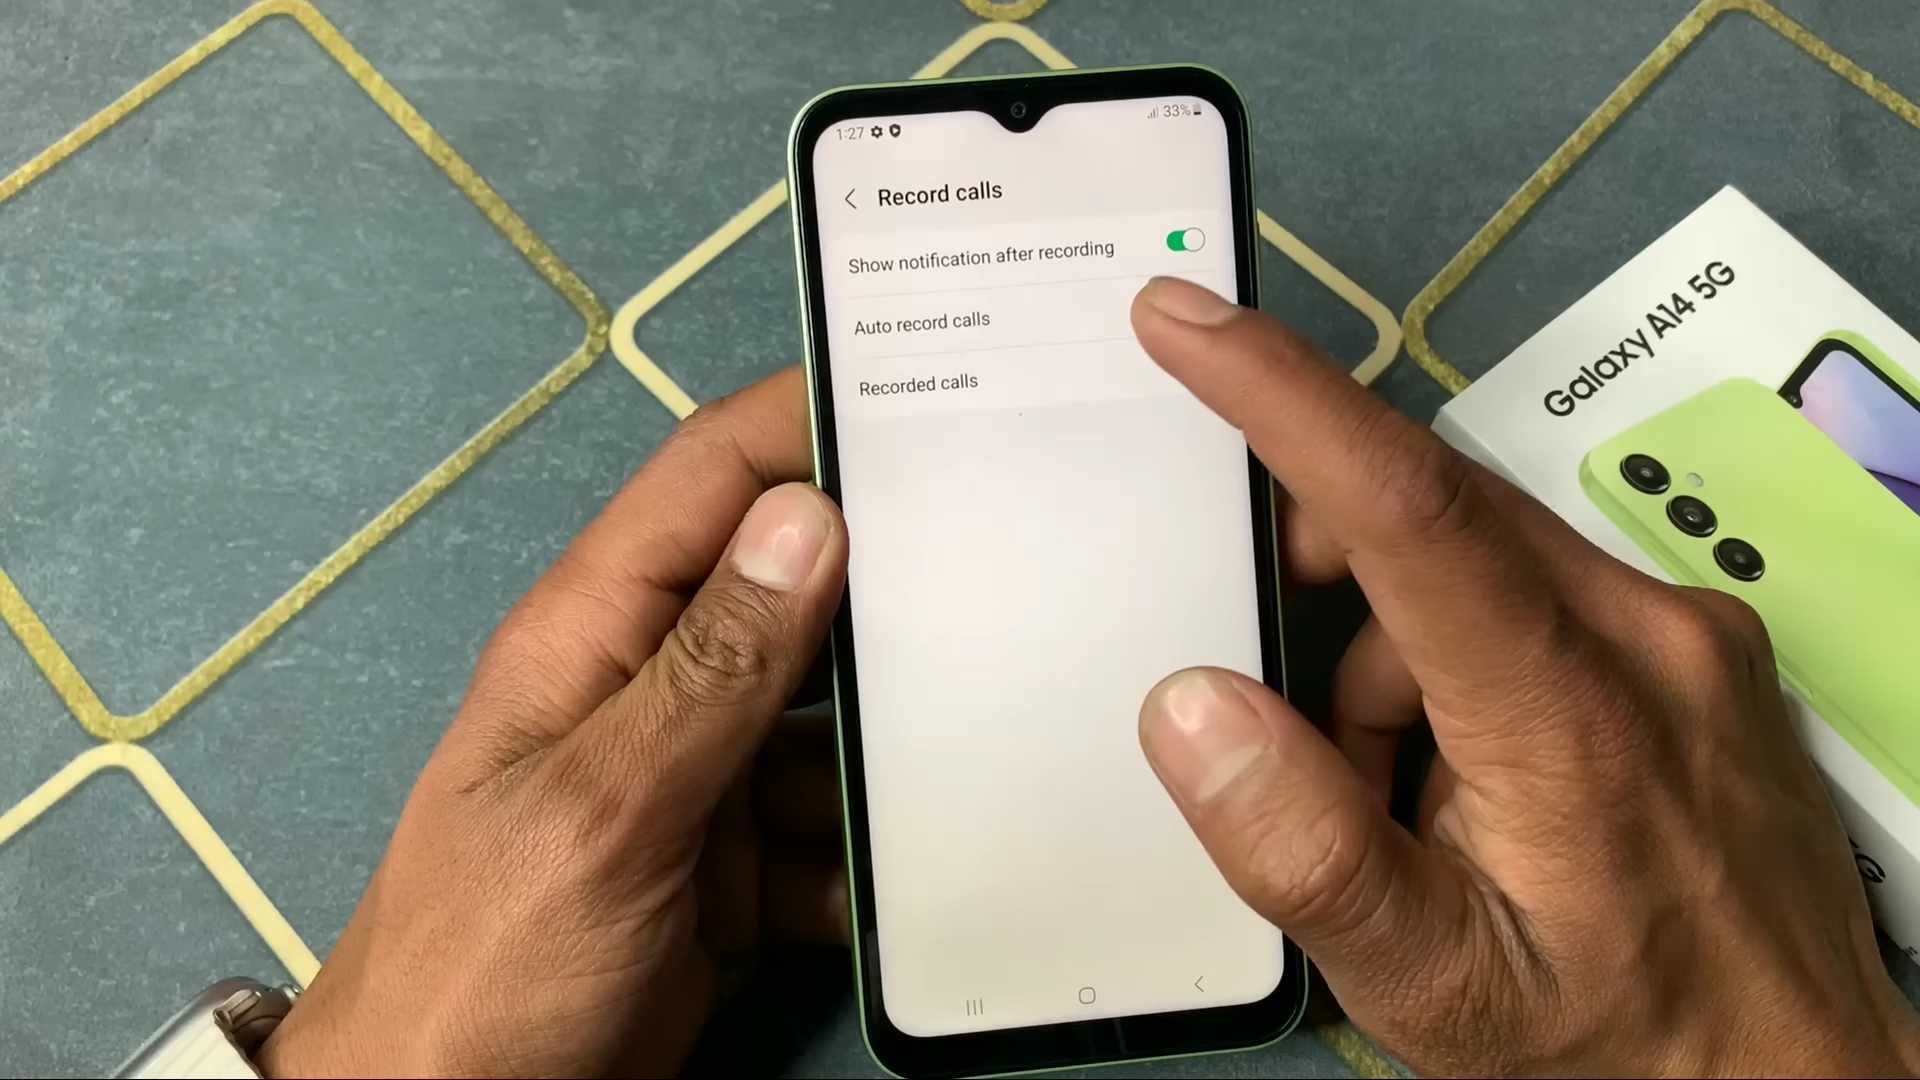 1:27
33%
Record calls
Show notification after recording
Auto record calls
Recorded calls
Galaxy A14 5G